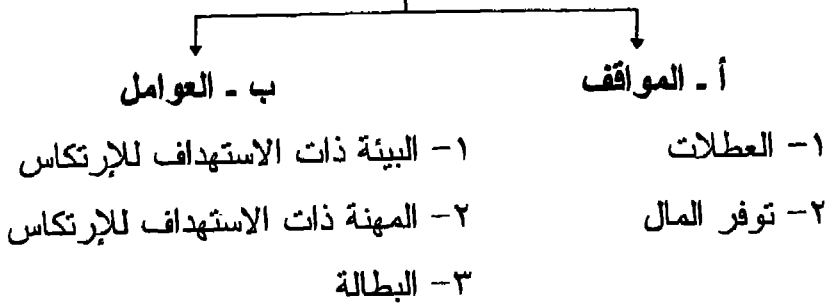 أ ـ المواقف
١- العطلات
٢- توفر المال
ب ـ العوامل
١- البيئة ذات الاستهداف للإرتكاس
٢- المهنة ذات الاستهداف للإرتكاس
٣- البطالة